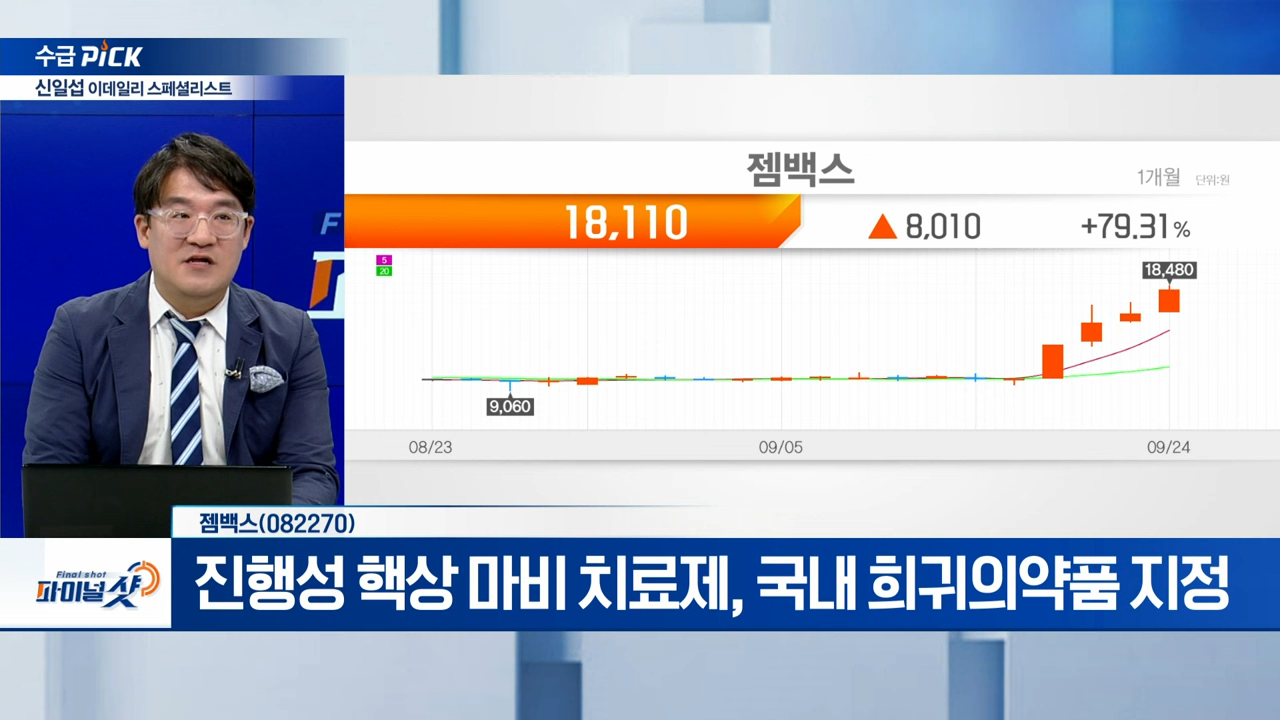 수급 PiCK
신일섭 이데일리 스페셜리스트
F
젬백스
1개월 단위:원
18,110 ▲ 8,010 +79.31%
5
20
18,480
9,060
08/23 09/05 09/24
젬백스(082270)
Final shot
파이널샷
진행성 핵상 마비 치료제, 국내 희귀의약품 지정